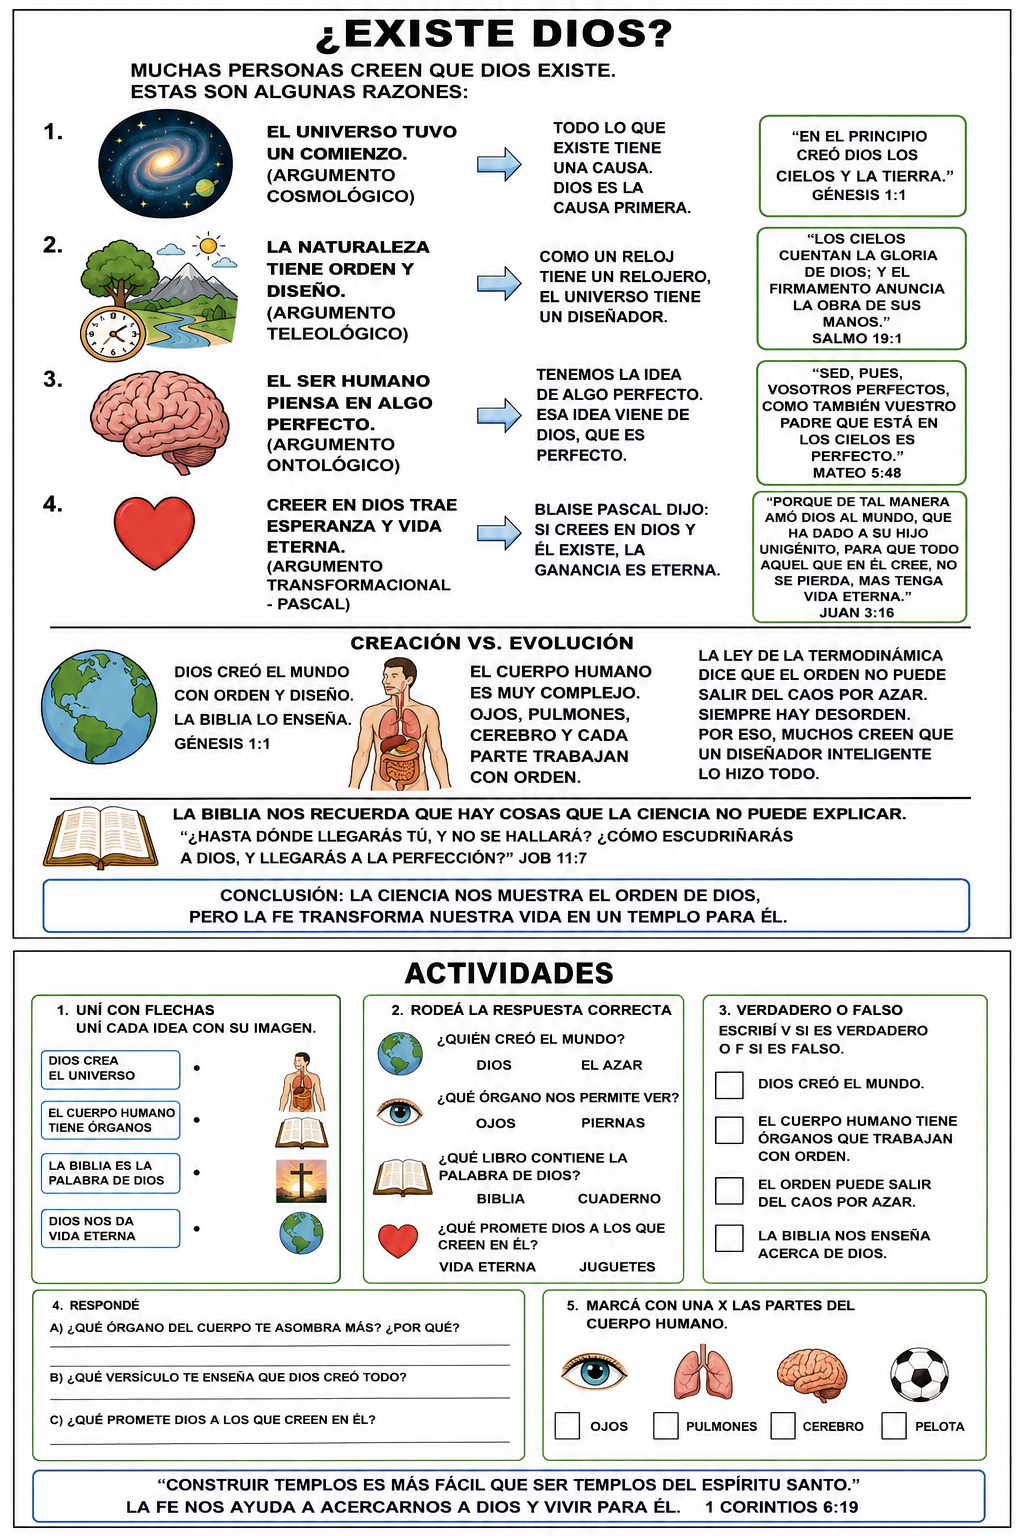 ¿EXISTE DIOS?
MUCHAS PERSONAS CREEN QUE DIOS EXISTE.
ESTAS SON ALGUNAS RAZONES:
1.
EL UNIVERSO TUVO
UN COMIENZO.
(ARGUMENTO
COSMOLÓGICO)
TODO LO QUE
EXISTE TIENE
UNA CAUSA.
DIOS ES LA
CAUSA PRIMERA.
“EN EL PRINCIPIO
CREÓ DIOS LOS
CIELOS Y LA TIERRA.”
GÉNESIS 1:1
2.
LA NATURALEZA
TIENE ORDEN Y
DISEÑO.
(ARGUMENTO
TELEOLÓGICO)
COMO UN RELOJ
TIENE UN RELOJERO,
EL UNIVERSO TIENE
UN DISEÑADOR.
“LOS CIELOS
CUENTAN LA GLORIA
DE DIOS; Y EL
FIRMAMENTO ANUNCIA
LA OBRA DE SUS
MANOS.”
SALMO 19:1
3.
EL SER HUMANO
PIENSA EN ALGO
PERFECTO.
(ARGUMENTO
ONTOLÓGICO)
TENEMOS LA IDEA
DE ALGO PERFECTO.
ESA IDEA VIENE DE
DIOS, QUE ES
PERFECTO.
“SED, PUES,
VOSOTROS PERFECTOS,
COMO TAMBIÉN VUESTRO
PADRE QUE ESTÁ EN
LOS CIELOS ES
PERFECTO.”
MATEO 5:48
4.
CREER EN DIOS TRAE
ESPERANZA Y VIDA
ETERNA.
(ARGUMENTO
TRANSFORMACIONAL
- PASCAL)
BLAISE PASCAL DIJO:
SI CREES EN DIOS Y
ÉL EXISTE, LA
GANANCIA ES ETERNA.
“PORQUE DE TAL MANERA
AMÓ DIOS AL MUNDO, QUE
HA DADO A SU HIJO
UNIGÉNITO, PARA QUE TODO
AQUEL QUE EN ÉL CREE, NO
SE PIERDA, MAS TENGA
VIDA ETERNA.”
JUAN 3:16
CREACIÓN VS. EVOLUCIÓN
DIOS CREÓ EL MUNDO
CON ORDEN Y DISEÑO.
LA BIBLIA LO ENSEÑA.
GÉNESIS 1:1
EL CUERPO HUMANO
ES MUY COMPLEJO.
OJOS, PULMONES,
CEREBRO Y CADA
PARTE TRABAJAN
CON ORDEN.
LA LEY DE LA TERMODINÁMICA
DICE QUE EL ORDEN NO PUEDE
SALIR DEL CAOS POR AZAR.
SIEMPRE HAY DESORDEN.
POR ESO, MUCHOS CREEN QUE
UN DISEÑADOR INTELIGENTE
LO HIZO TODO.
LA BIBLIA NOS RECUERDA QUE HAY COSAS QUE LA CIENCIA NO PUEDE EXPLICAR.
“¿HASTA DÓNDE LLEGARÁS TÚ, Y NO SE HALLARÁ? ¿CÓMO ESCUDRIÑARÁS
A DIOS, Y LLEGARÁS A LA PERFECCIÓN?” JOB 11:7
CONCLUSIÓN: LA CIENCIA NOS MUESTRA EL ORDEN DE DIOS,
PERO LA FE TRANSFORMA NUESTRA VIDA EN UN TEMPLO PARA ÉL.
ACTIVIDADES
1. UNÍ CON FLECHAS
UNÍ CADA IDEA CON SU IMAGEN.
DIOS CREA
EL UNIVERSO
EL CUERPO HUMANO
TIENE ÓRGANOS
LA BIBLIA ES LA
PALABRA DE DIOS
DIOS NOS DA
VIDA ETERNA
2. RODEÁ LA RESPUESTA CORRECTA
¿QUIÉN CREÓ EL MUNDO?
DIOS EL AZAR
¿QUÉ ÓRGANO NOS PERMITE VER?
OJOS PIERNAS
¿QUÉ LIBRO CONTIENE LA
PALABRA DE DIOS?
BIBLIA CUADERNO
¿QUÉ PROMETE DIOS A LOS QUE
CREEN EN ÉL?
VIDA ETERNA JUGUETES
3. VERDADERO O FALSO
ESCRIBÍ V SI ES VERDADERO
O F SI ES FALSO.
DIOS CREÓ EL MUNDO.
EL CUERPO HUMANO TIENE
ÓRGANOS QUE TRABAJAN
CON ORDEN.
EL ORDEN PUEDE SALIR
DEL CAOS POR AZAR.
LA BIBLIA NOS ENSEÑA
ACERCA DE DIOS.
4. RESPONDÉ
A) ¿QUÉ ÓRGANO DEL CUERPO TE ASOMBRA MÁS? ¿POR QUÉ?
B) ¿QUÉ VERSÍCULO TE ENSEÑA QUE DIOS CREÓ TODO?
C) ¿QUÉ PROMETE DIOS A LOS QUE CREEN EN ÉL?
5. MARCÁ CON UNA X LAS PARTES DEL
CUERPO HUMANO.
OJOS PULMONES CEREBRO PELOTA
“CONSTRUIR TEMPLOS ES MÁS FÁCIL QUE SER TEMPLOS DEL ESPÍRITU SANTO.”
LA FE NOS AYUDA A ACERCARNOS A DIOS Y VIVIR PARA ÉL. 1 CORINTIOS 6:19